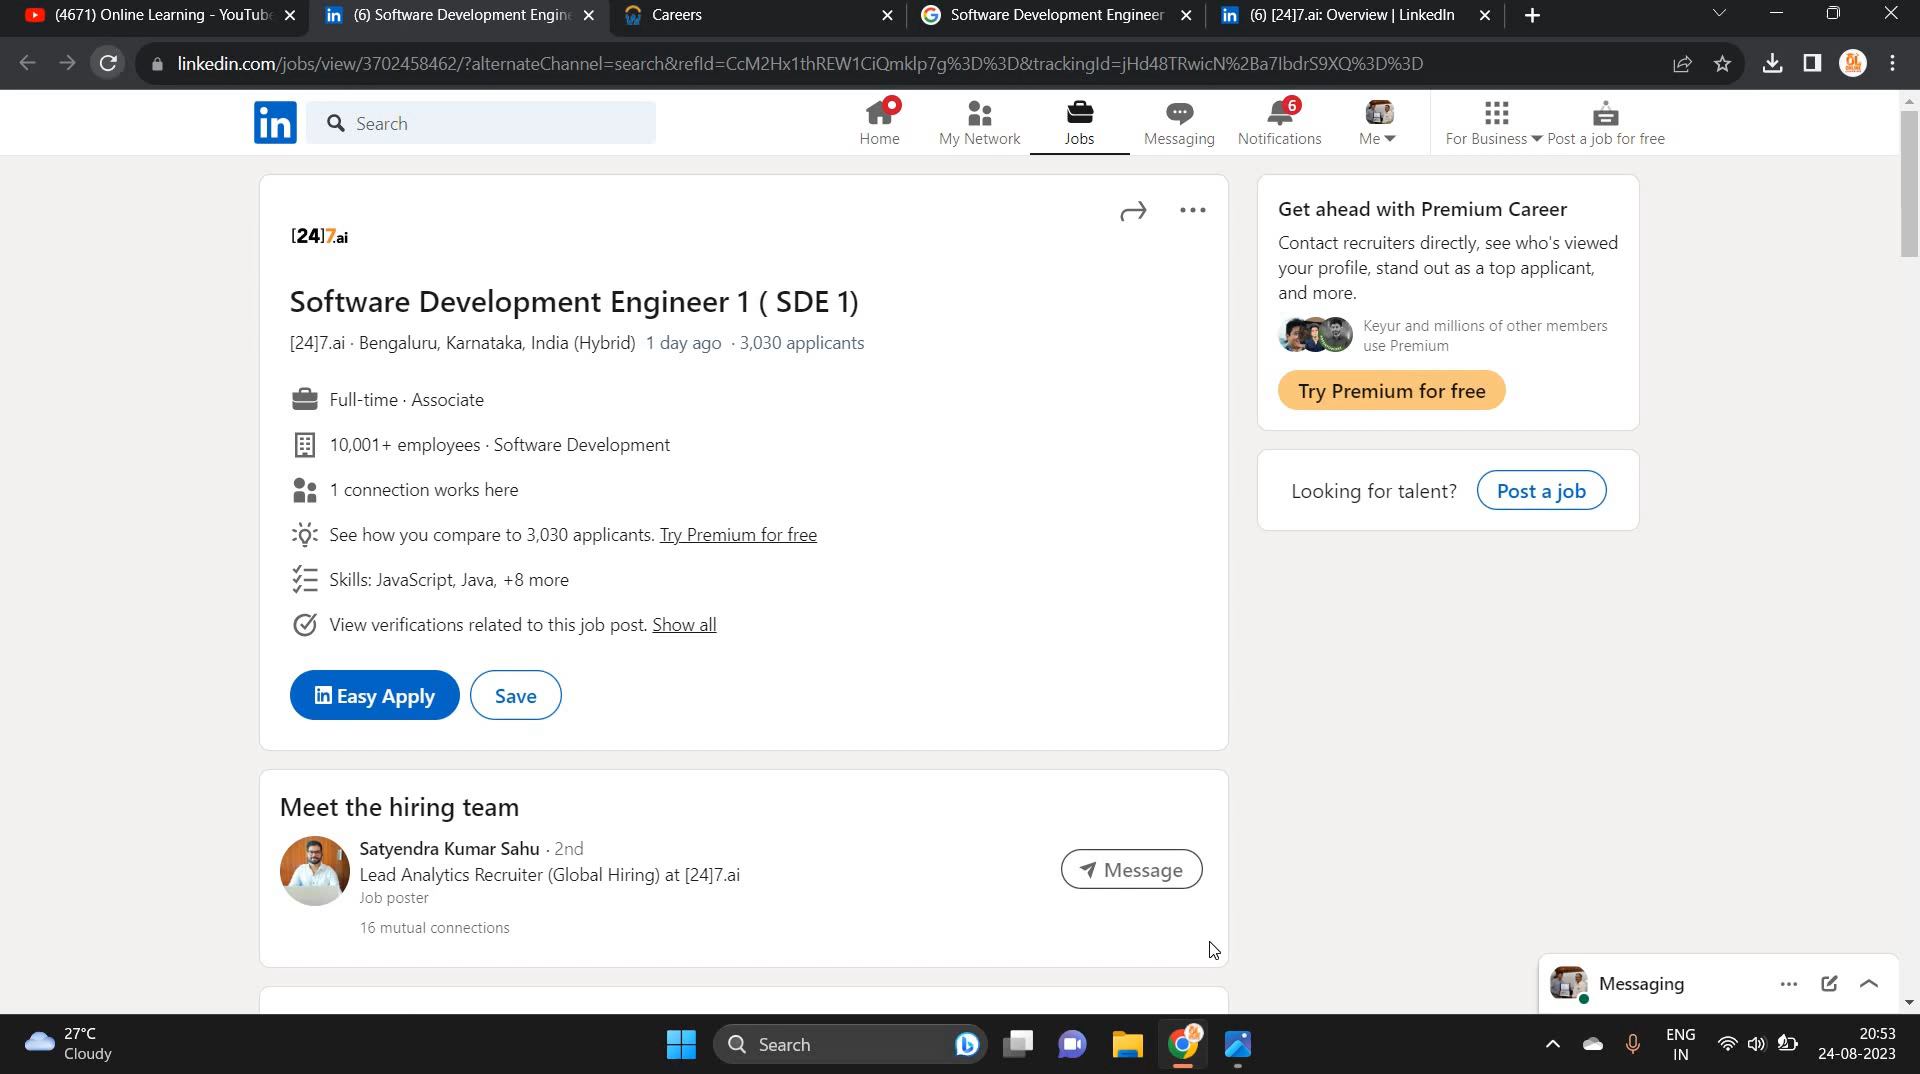 (4671) Online Learning - YouTube
(6) Software Development Engine
Careers
Software Development Engineer
(6) [24]7.ai: Overview | LinkedIn
linkedin.com/jobs/view/3702458462/?alternateChannel=search&refId=CcM2Hx1thREW1CiQmklp7g%3D%3D&trackingId=jHd48TRwicN%2Ba7IbdrS9XQ%3D%3D
in
Search
Home
My Network
Jobs
Messaging
6
Notifications
Me
For Business
Post a job for free
[24]7.ai
Software Development Engineer 1 ( SDE 1)
[24]7.ai · Bengaluru, Karnataka, India (Hybrid) 1 day ago · 3,030 applicants
Full-time · Associate
10,001+ employees · Software Development
1 connection works here
See how you compare to 3,030 applicants. Try Premium for free
Skills: JavaScript, Java, +8 more
View verifications related to this job post. Show all
in Easy Apply
Save
Get ahead with Premium Career
Contact recruiters directly, see who's viewed
your profile, stand out as a top applicant,
and more.
Keyur and millions of other members
use Premium
Try Premium for free
Looking for talent?
Post a job
Meet the hiring team
Satyendra Kumar Sahu · 2nd
Lead Analytics Recruiter (Global Hiring) at [24]7.ai
Job poster
16 mutual connections
Message
Messaging
27°C
Cloudy
Search
ENG
IN
20:53
24-08-2023